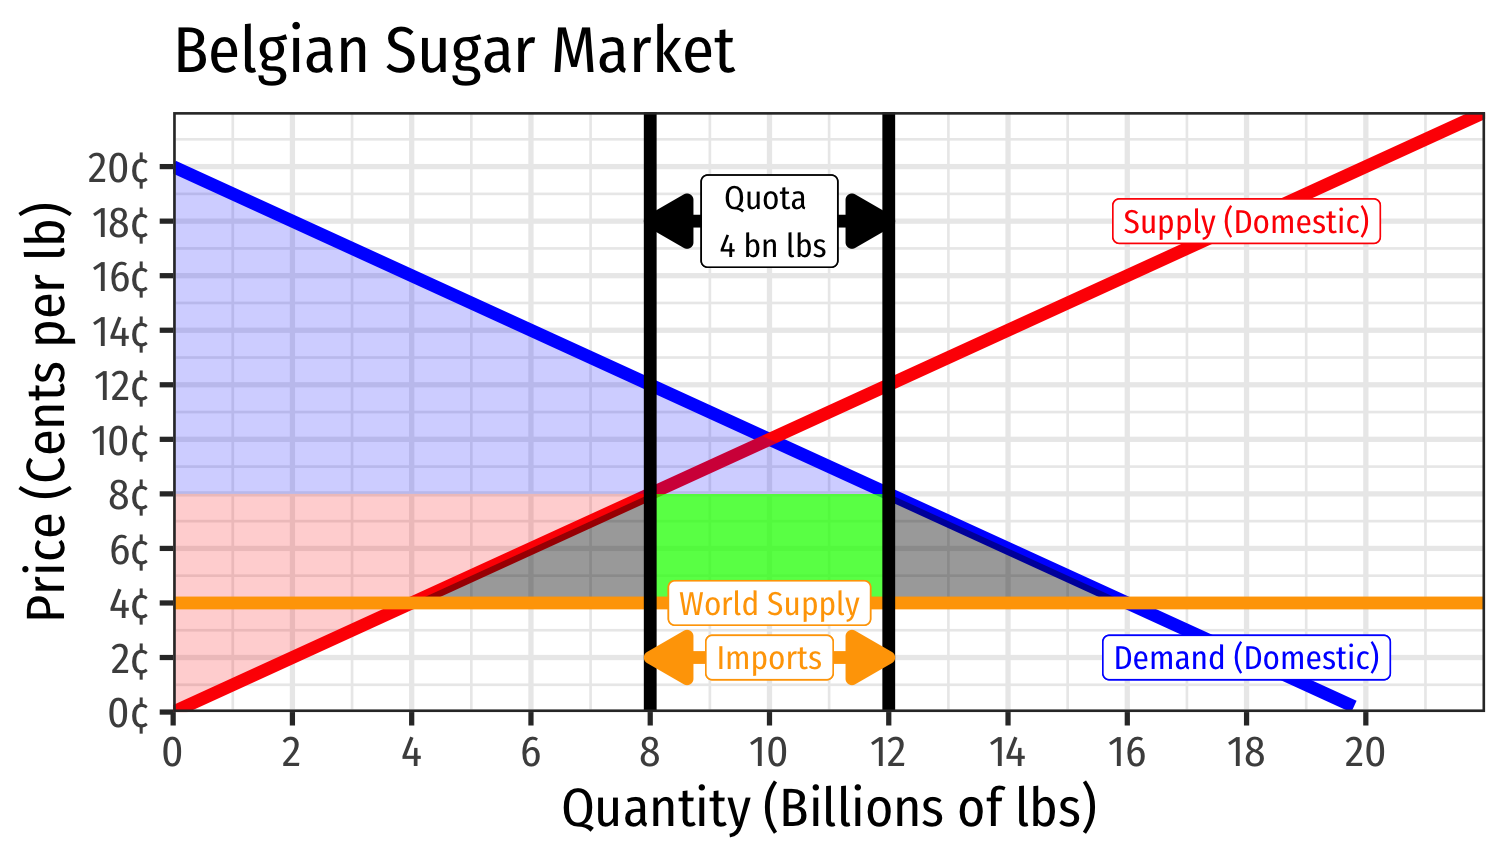 Belgian Sugar Market
Price (Cents per lb)
20¢
18¢
16¢
14¢
12¢
10¢
8¢
6¢
4¢
2¢
0¢
Quota
4 bn lbs
Supply (Domestic)
World Supply
Imports
Demand (Domestic)
0 2 4 6 8 10 12 14 16 18 20
Quantity (Billions of lbs)